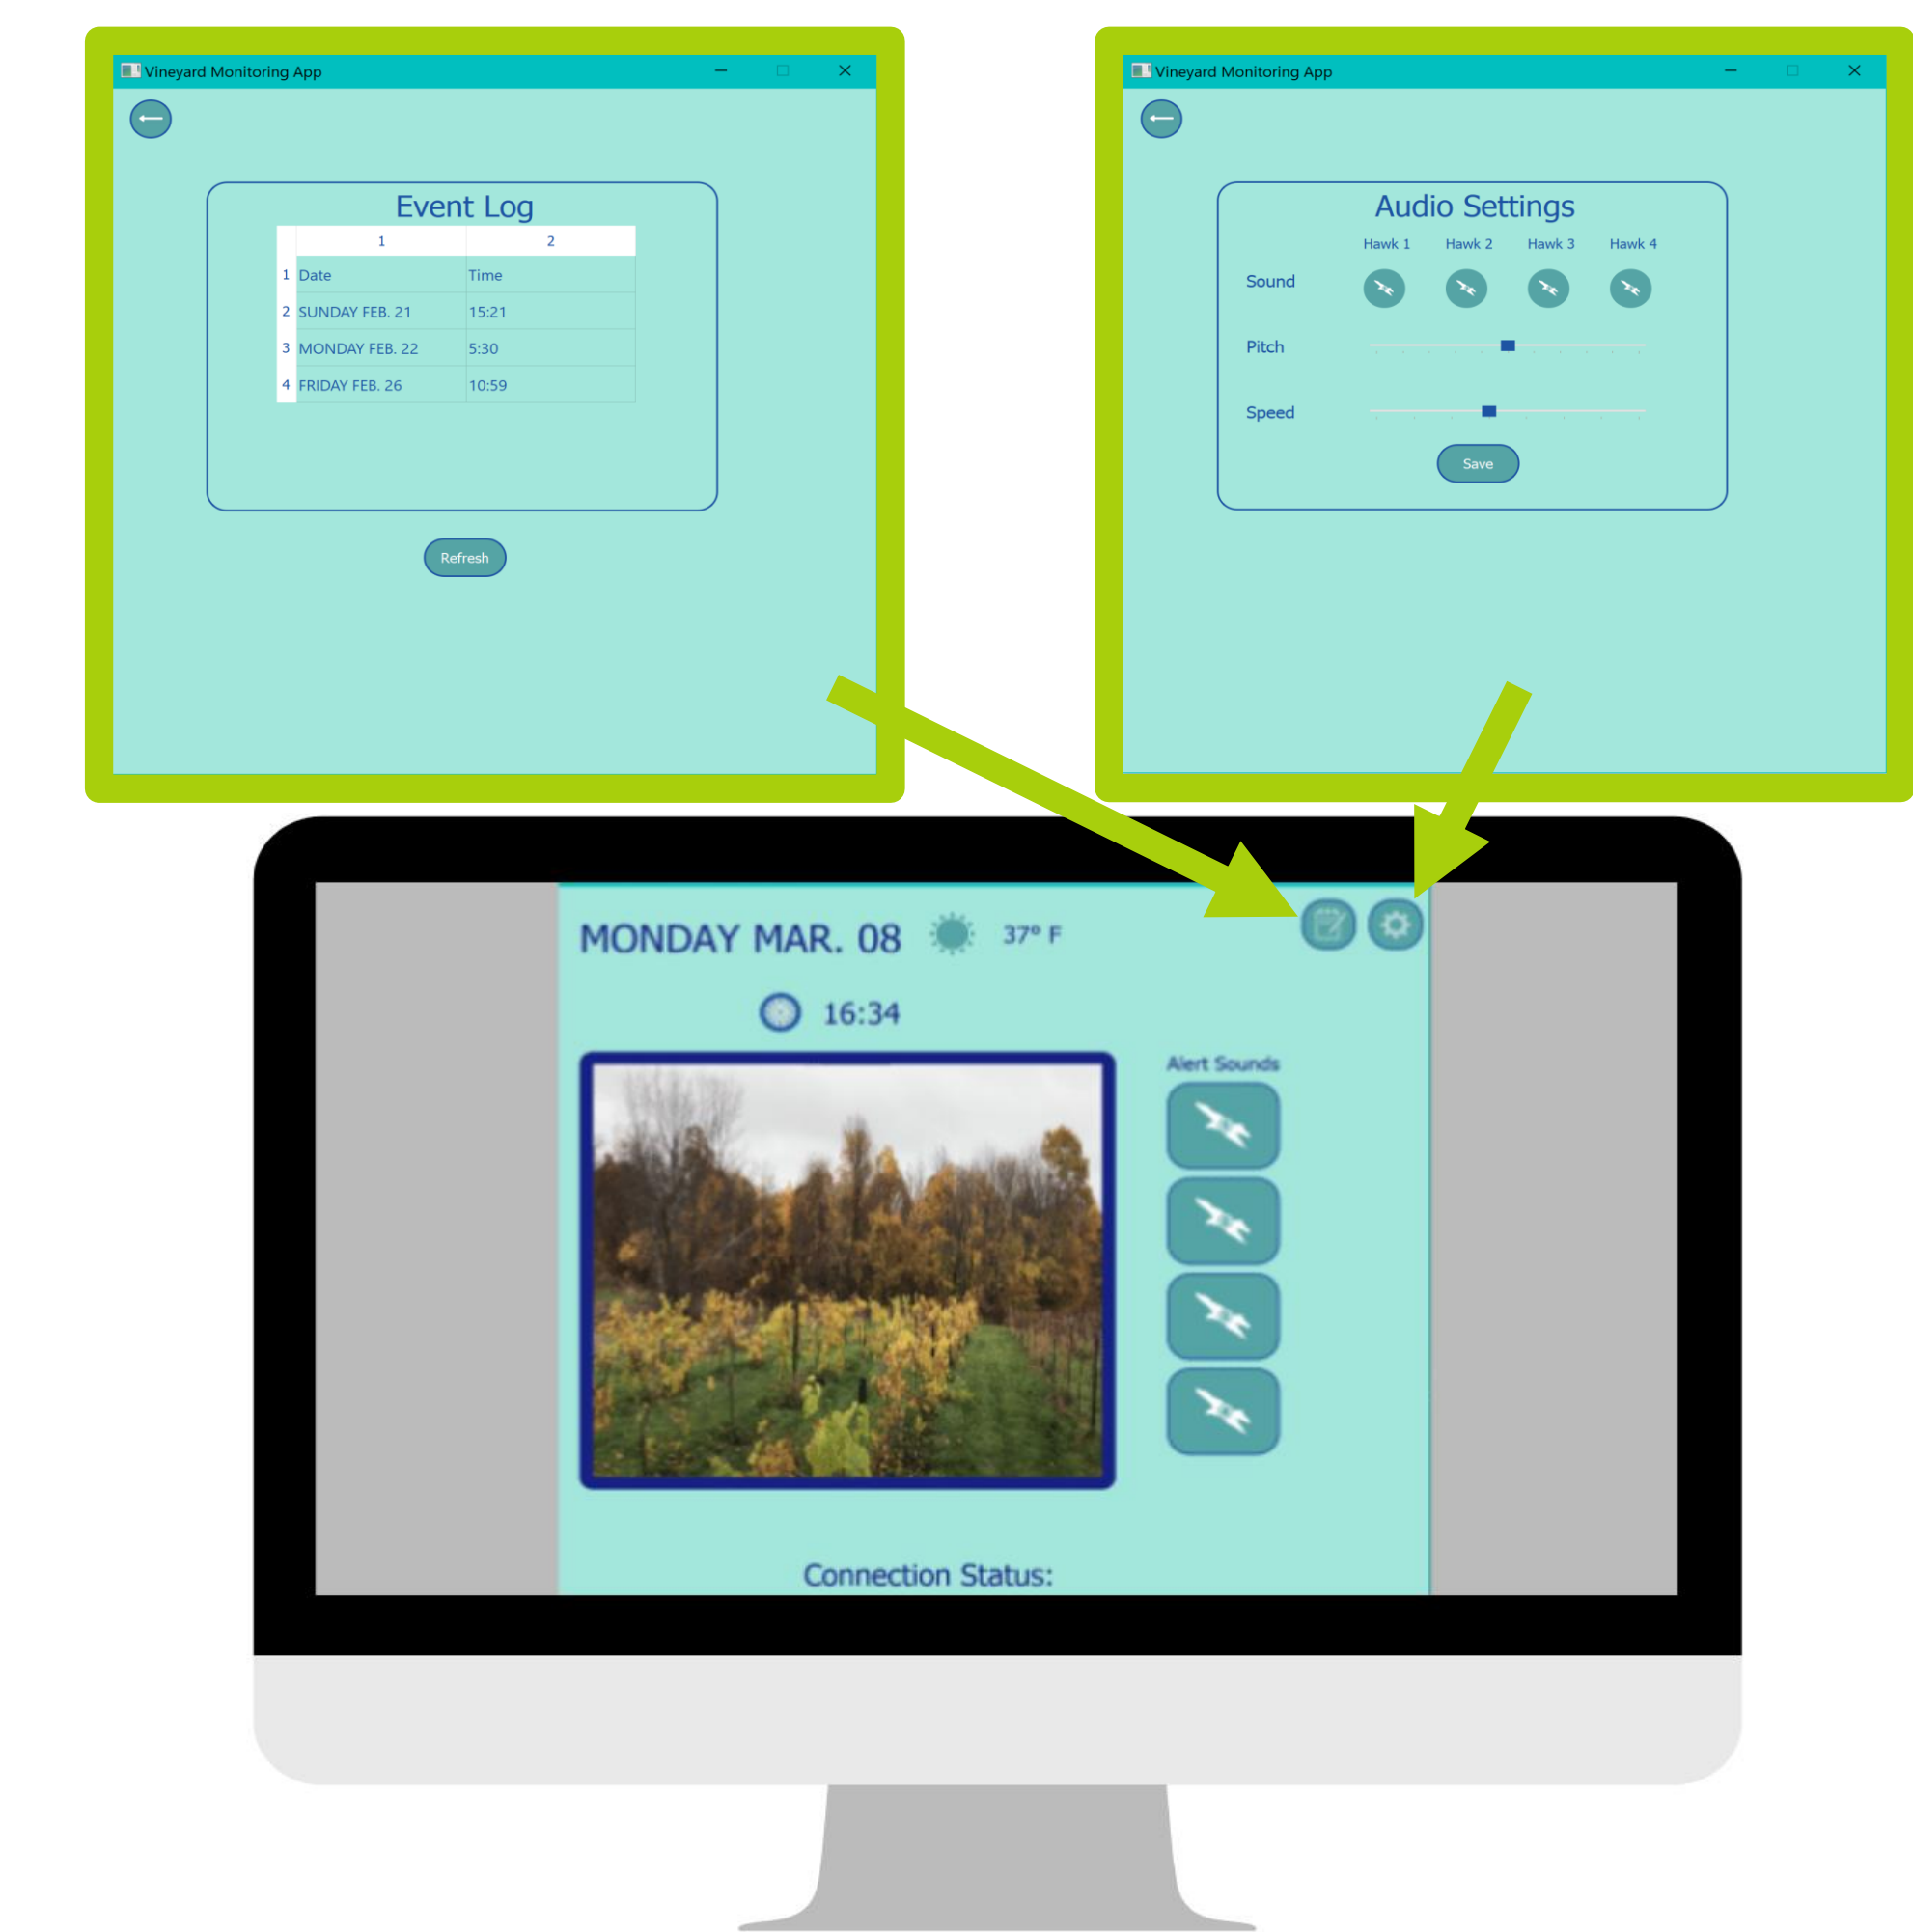 Vineyard Monitoring App
Event Log
1 2
1 Date Time
2 SUNDAY FEB. 21 15:21
3 MONDAY FEB. 22 5:30
4 FRIDAY FEB. 26 10:59
Refresh
Vineyard Monitoring App
Audio Settings
Hawk 1 Hawk 2 Hawk 3 Hawk 4
Sound
Pitch
Speed
Save
MONDAY MAR. 08 37° F
16:34
Alert Sounds
Connection Status: